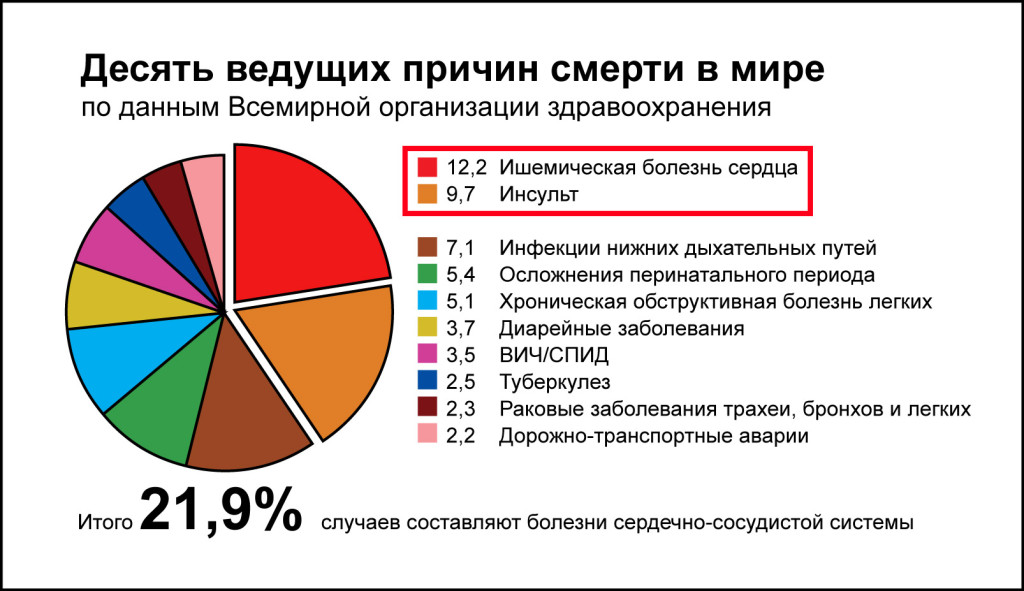 Десять ведущих причин смерти в мире
по данным Всемирной организации здравоохранения
12,2 Ишемическая болезнь сердца
9,7 Инсульт
7,1 Инфекции нижних дыхательных путей
5,4 Осложнения перинатального периода
5,1 Хроническая обструктивная болезнь легких
3,7 Диарейные заболевания
3,5 ВИЧ/СПИД
2,5 Туберкулез
2,3 Раковые заболевания трахеи, бронхов и легких
2,2 Дорожно-транспортные аварии
Итого 21,9% случаев составляют болезни сердечно-сосудистой системы